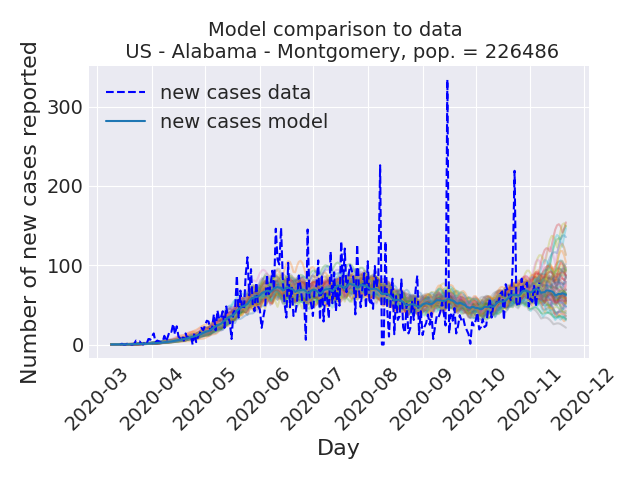 Model comparison to data
US - Alabama - Montgomery, pop. = 226486
Number of new cases reported
300
200
100
0
new cases data
new cases model
2020-03
2020-04
2020-05
2020-06
2020-07
2020-08
2020-09
2020-10
2020-11
2020-12
Day